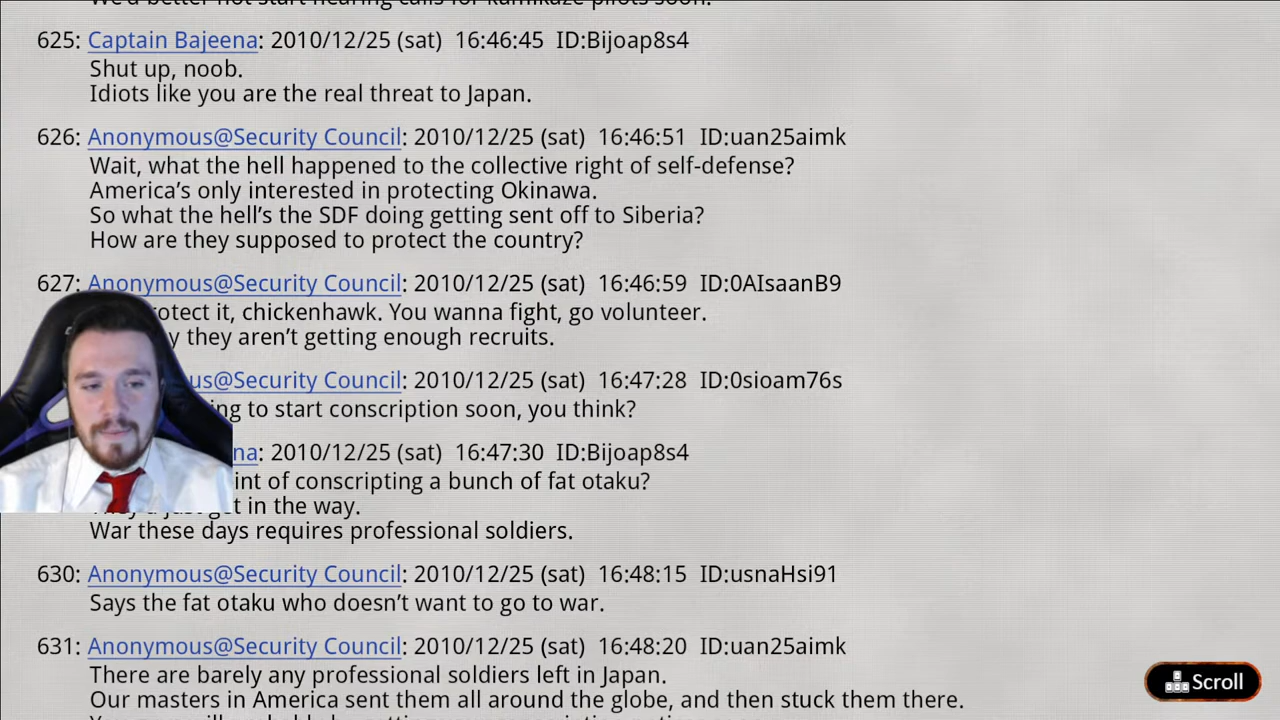 We'd better not start hearing calls for kamikaze pilots soon.
625: Captain Bajeena: 2010/12/25 (sat) 16:46:45 ID:Bijoap8s4
Shut up, noob.
Idiots like you are the real threat to Japan.
626: Anonymous@Security Council: 2010/12/25 (sat) 16:46:51 ID:uan25aimk
Wait, what the hell happened to the collective right of self-defense?
America's only interested in protecting Okinawa.
So what the hell's the SDF doing getting sent off to Siberia?
How are they supposed to protect the country?
627: Anonymous@Security Council: 2010/12/25 (sat) 16:46:59 ID:0AIsaanB9
it, chickenhawk. You wanna fight, go volunteer.
they aren't getting enough recruits.
Council: 2010/12/25 (sat) 16:47:28 ID:0sioam76s
to start conscription soon, you think?
2010/12/25 (sat) 16:47:30 ID:Bijoap8s4
of conscripting a bunch of fat otaku?
in the way.
War these days requires professional soldiers.
630: Anonymous@Security Council: 2010/12/25 (sat) 16:48:15 ID:usnaHsi91
Says the fat otaku who doesn't want to go to war.
631: Anonymous@Security Council: 2010/12/25 (sat) 16:48:20 ID:uan25aimk
There are barely any professional soldiers left in Japan.
Our masters in America sent them all around the globe, and then stuck them there.
Scroll